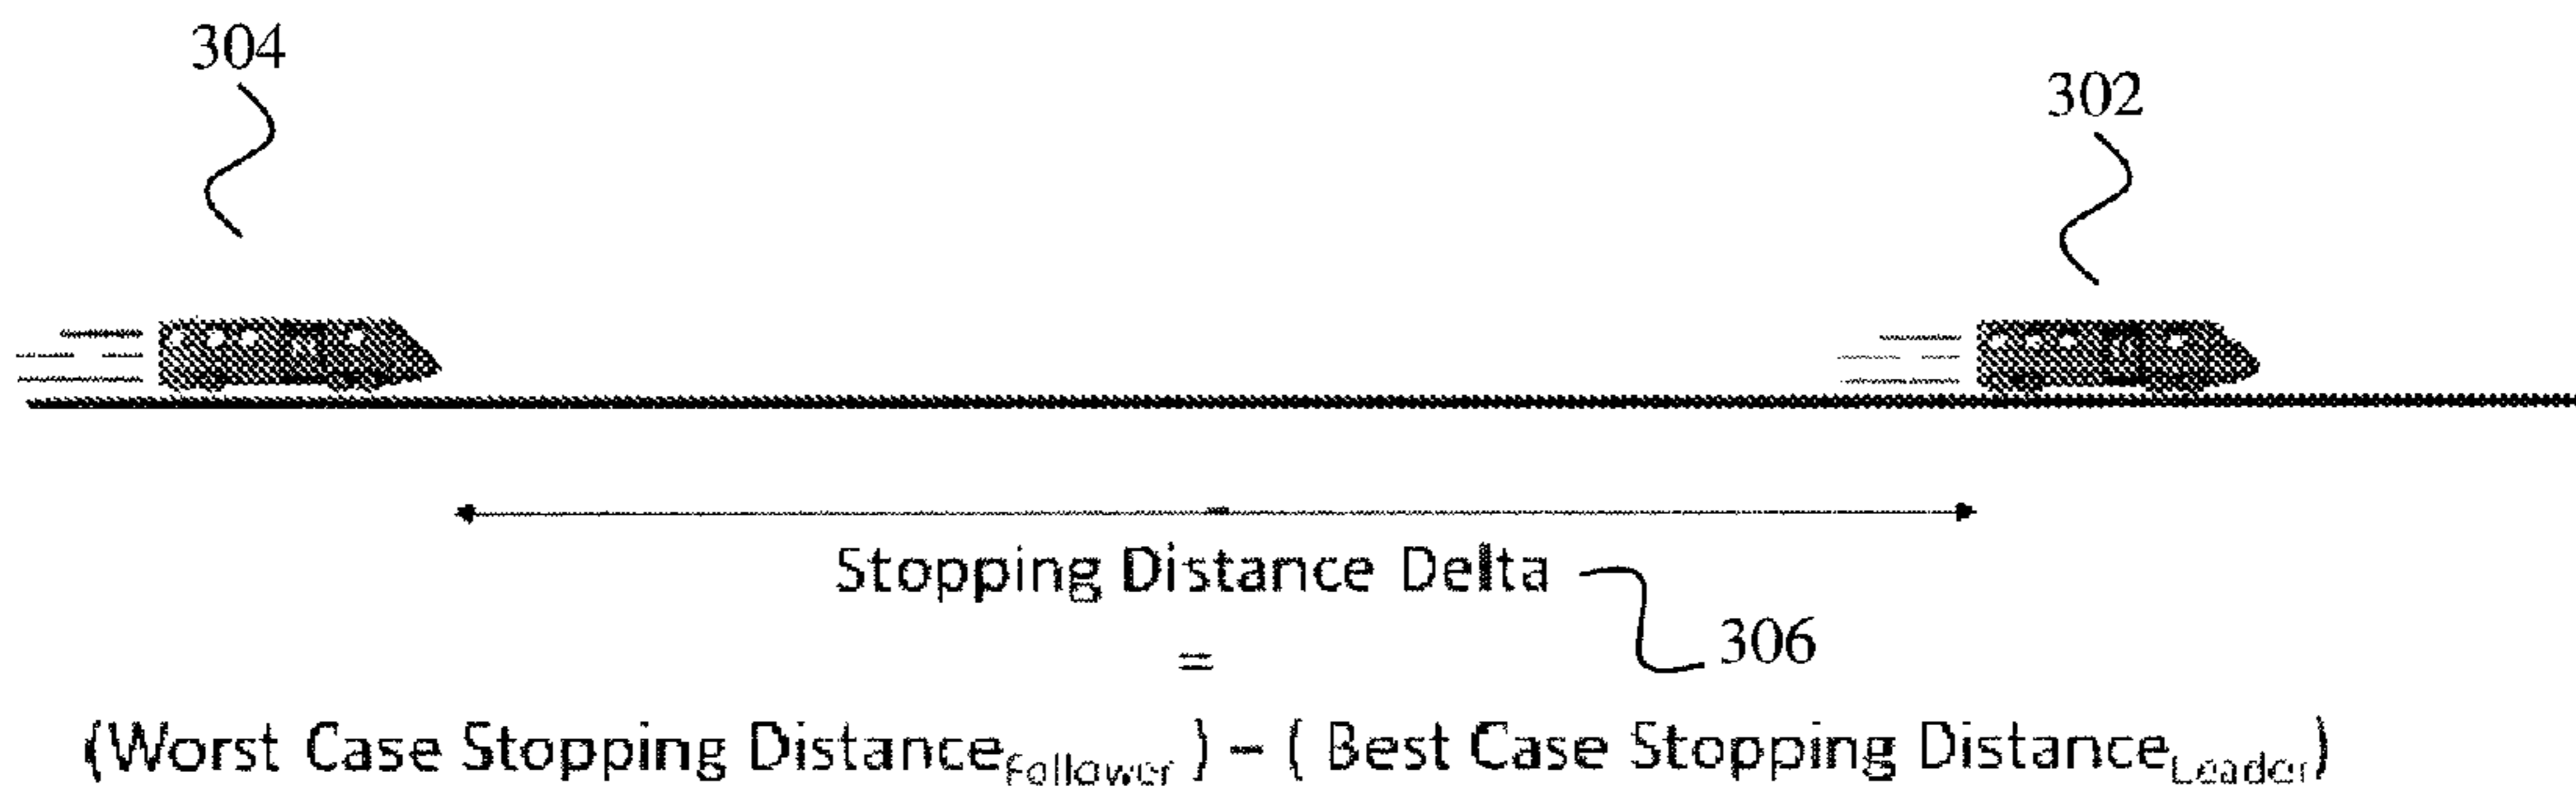 304
302
Stopping Distance Delta
306
=
(Worst Case Stopping Distance Follower ) – ( Best Case Stopping Distance Leader)